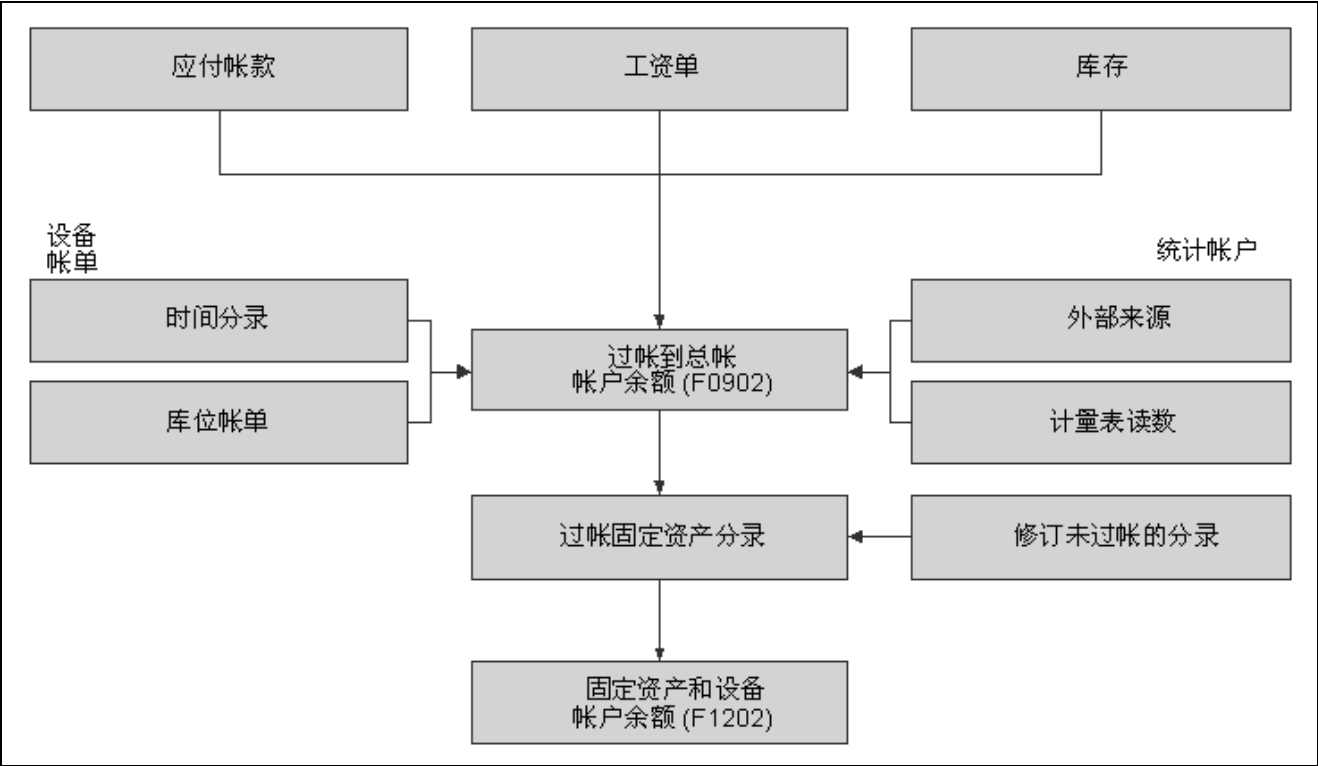 应付帐款
工资单
库存
设备
帐单
统计帐户
时间分录
外部来源
过帐到总帐
帐户余额 (F0902)
库位帐单
计量表读数
过帐固定资产分录
修订未过帐的分录
固定资产和设备
帐户余额 (F1202)